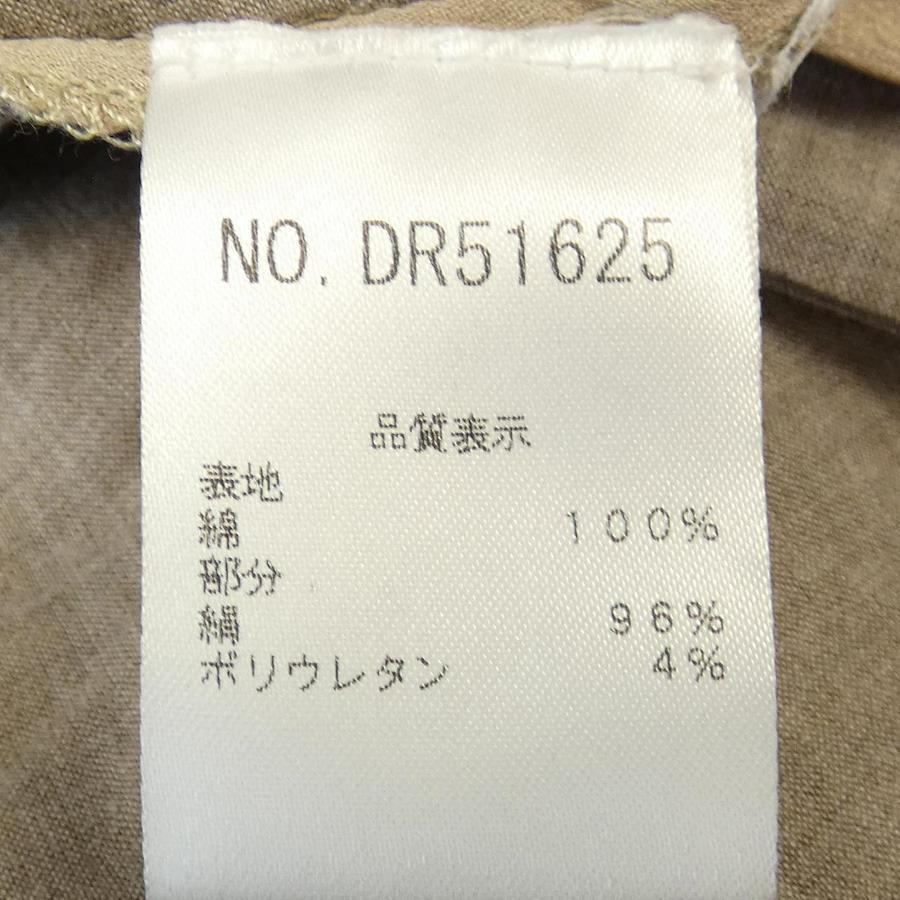 NO. DR51625
品質表示
表地
綿 100%
部分
絹 96%
ポリウレタン 4%